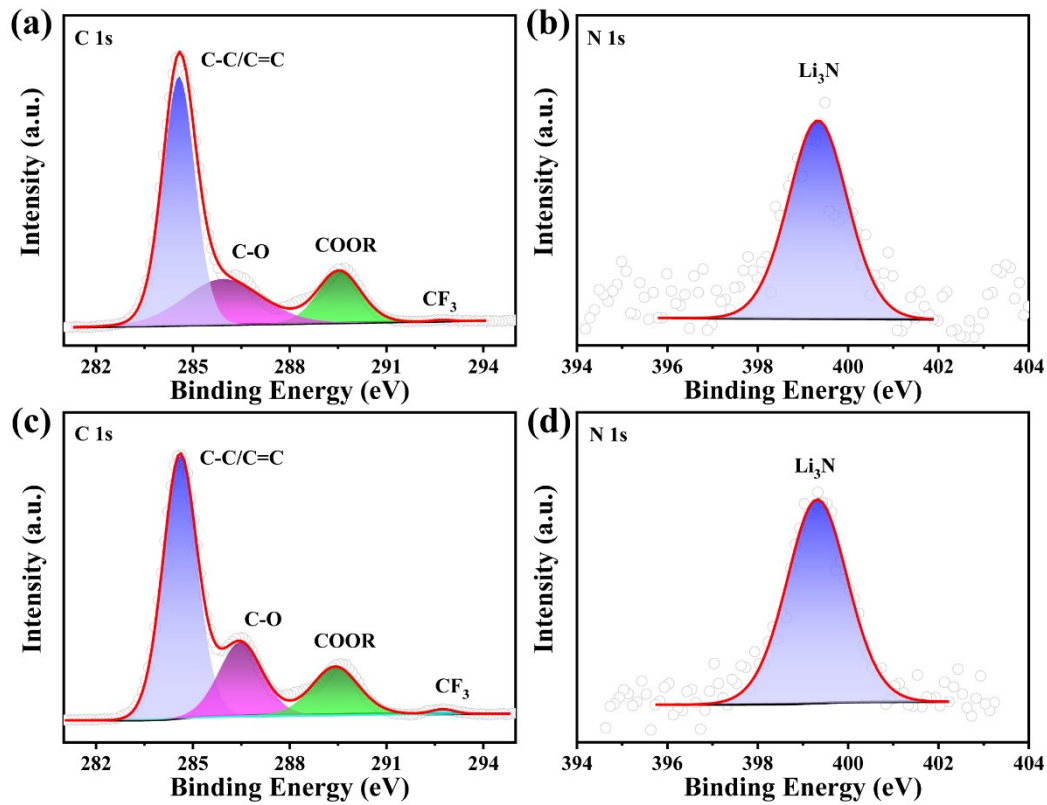 (a)
C 1s
C-C/C=C
C-O
COOR
CF₃
Intensity (a.u.)
282 285 288 291 294
Binding Energy (eV)
(b)
N 1s
Li₃N
Intensity (a.u.)
394 396 398 400 402 404
Binding Energy (eV)
(c)
C 1s
C-C/C=C
C-O
COOR
CF₃
Intensity (a.u.)
282 285 288 291 294
Binding Energy (eV)
(d)
N 1s
Li₃N
Intensity (a.u.)
394 396 398 400 402 404
Binding Energy (eV)